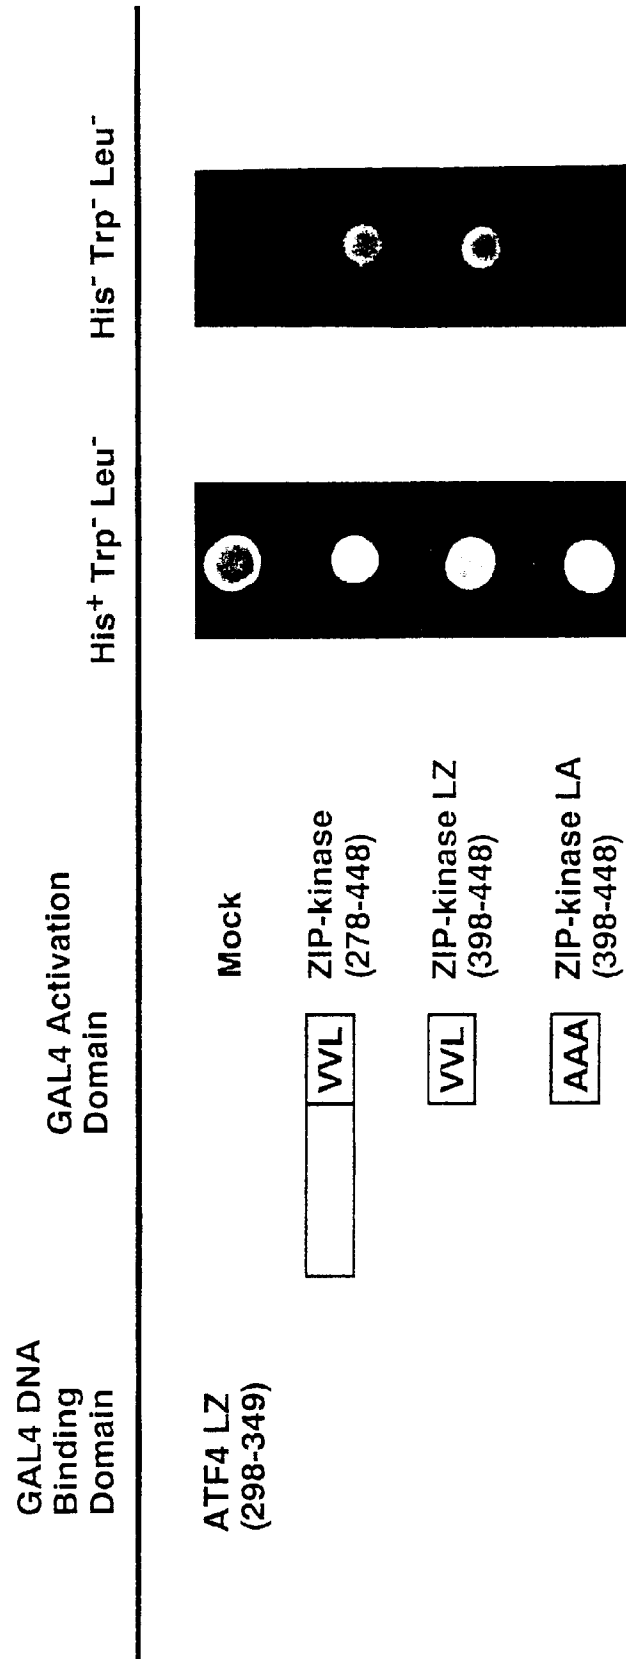 GAL4 DNA
Binding
Domain
GAL4 Activation
Domain
His⁺ Trp⁻ Leu⁻
His⁻ Trp⁻ Leu⁻
ATF4 LZ
(298-349)
Mock
VVL
ZIP-kinase
(278-448)
VVL
ZIP-kinase LZ
(398-448)
AAA
ZIP-kinase LA
(398-448)